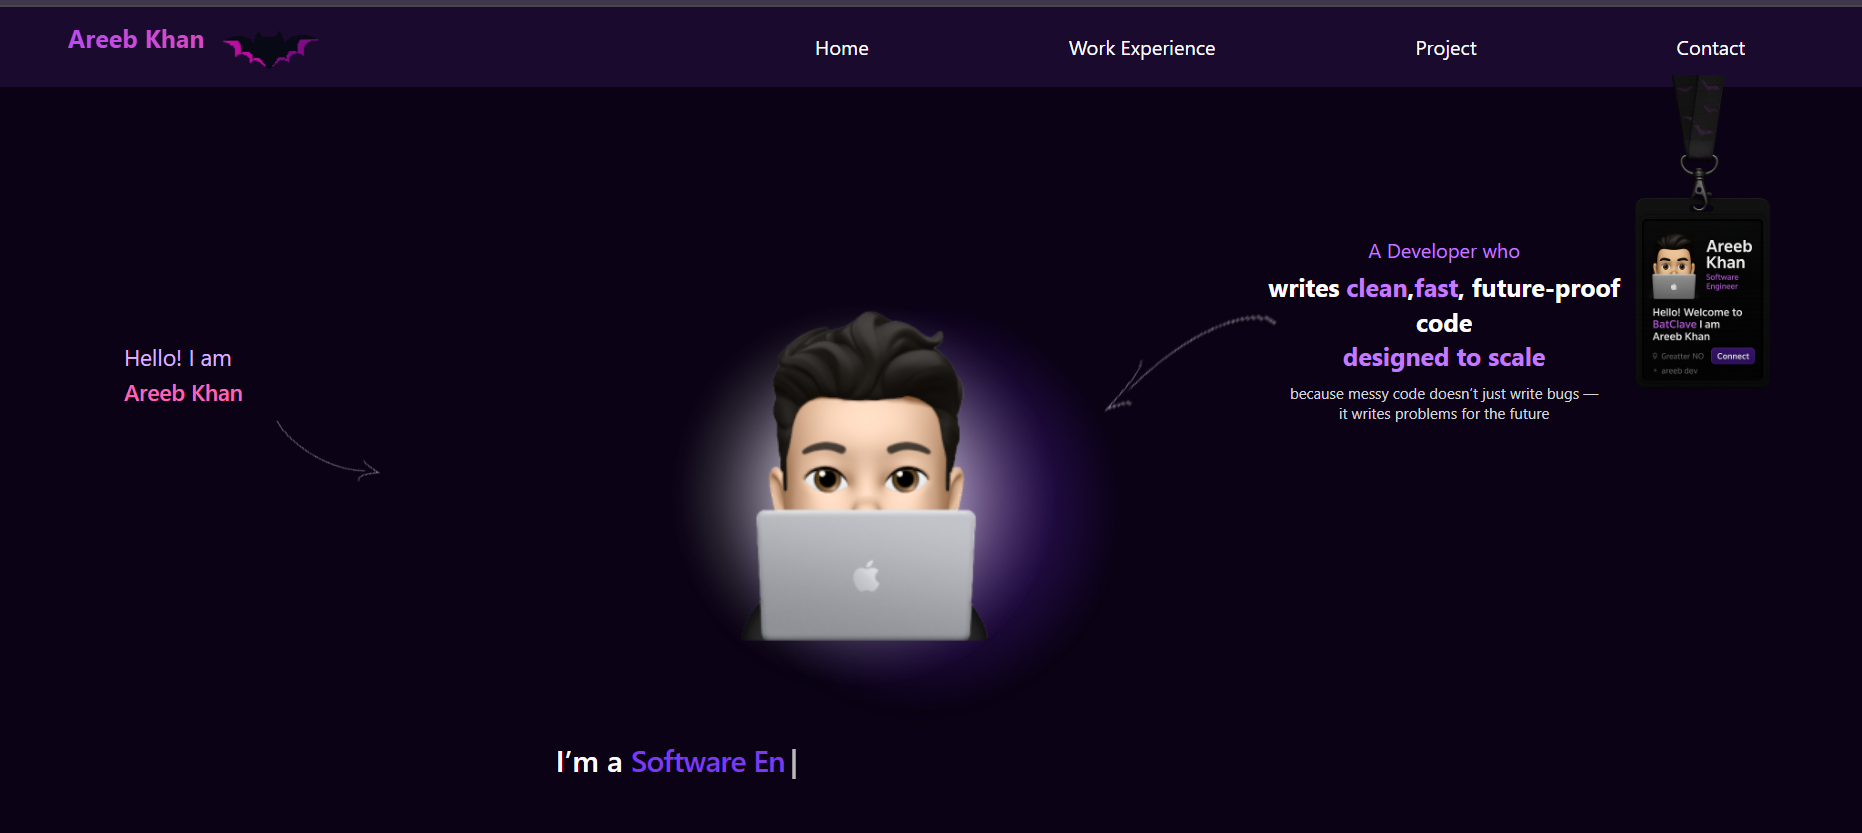 Areeb Khan
Home
Work Experience
Project
Contact
Hello! I am
Areeb Khan
A Developer who
writes clean,fast, future-proof
code
designed to scale
because messy code doesn’t just write bugs —
it writes problems for the future
Areeb
Khan
Software
Engineer
Hello! Welcome to
BatClave I am
Areeb Khan
Greatter NO
Connect
areeb dev
I’m a Software En|